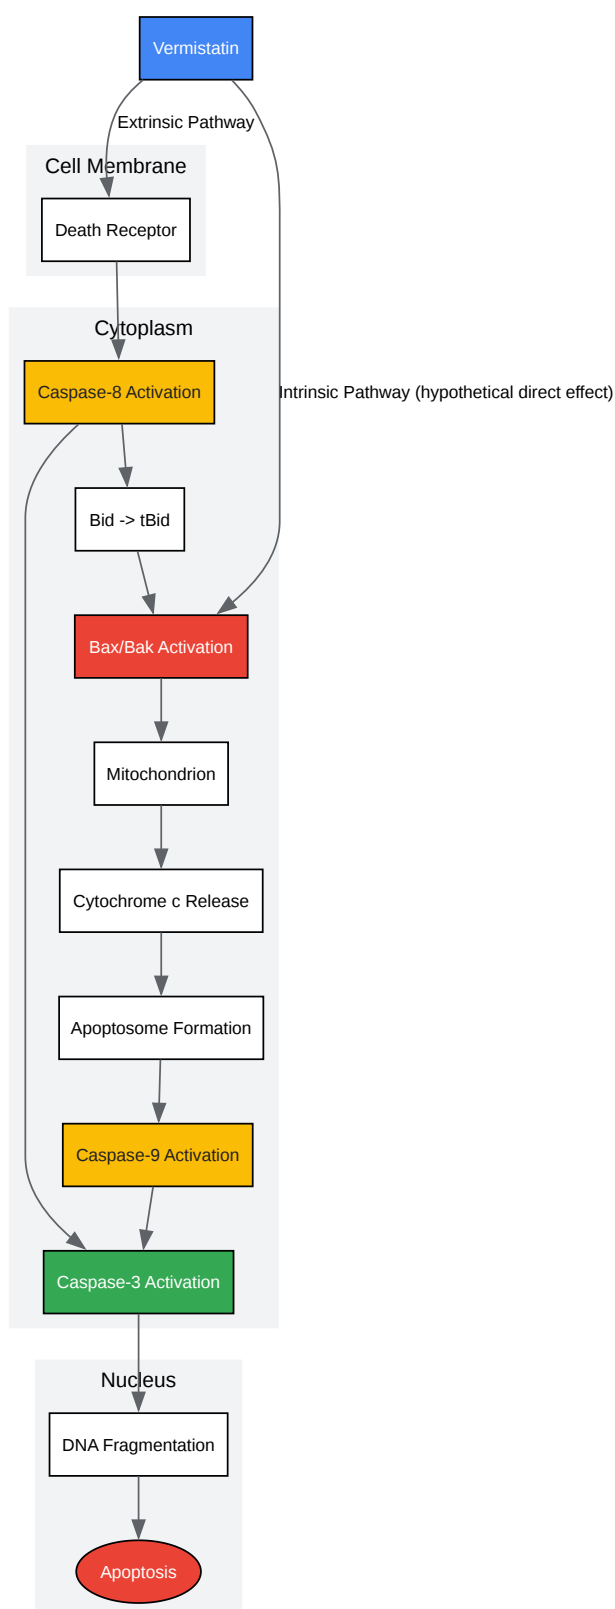 Vermistatin
Extrinsic Pathway
Cell Membrane
Death Receptor
Cytoplasm
Caspase-8 Activation
Intrinsic Pathway (hypothetical direct effect)
Bid -> tBid
Bax/Bak Activation
Mitochondrion
Cytochrome c Release
Apoptosome Formation
Caspase-9 Activation
Caspase-3 Activation
Nucleus
DNA Fragmentation
Apoptosis